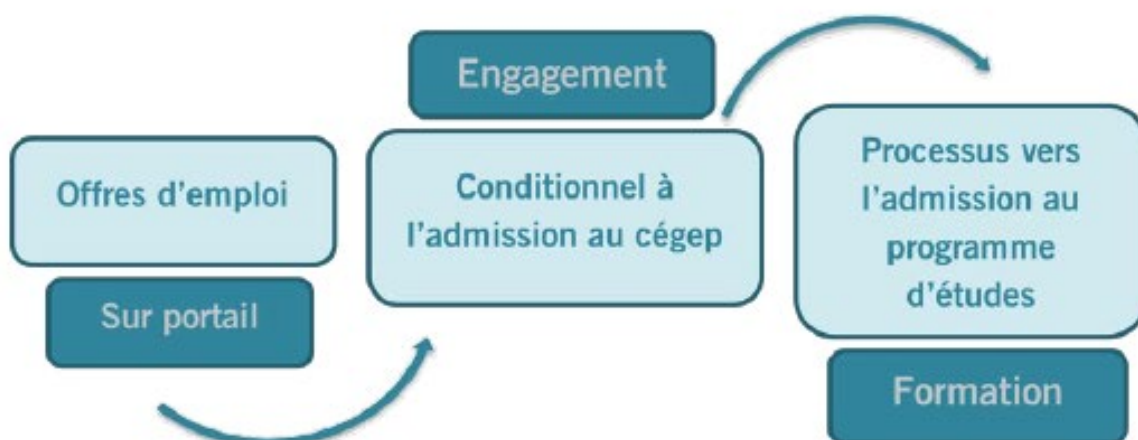 Offres d'emploi
Sur portail
Engagement
Conditionnel à
l'admission au cégep
Processus vers
l'admission au
programme
d'études
Formation